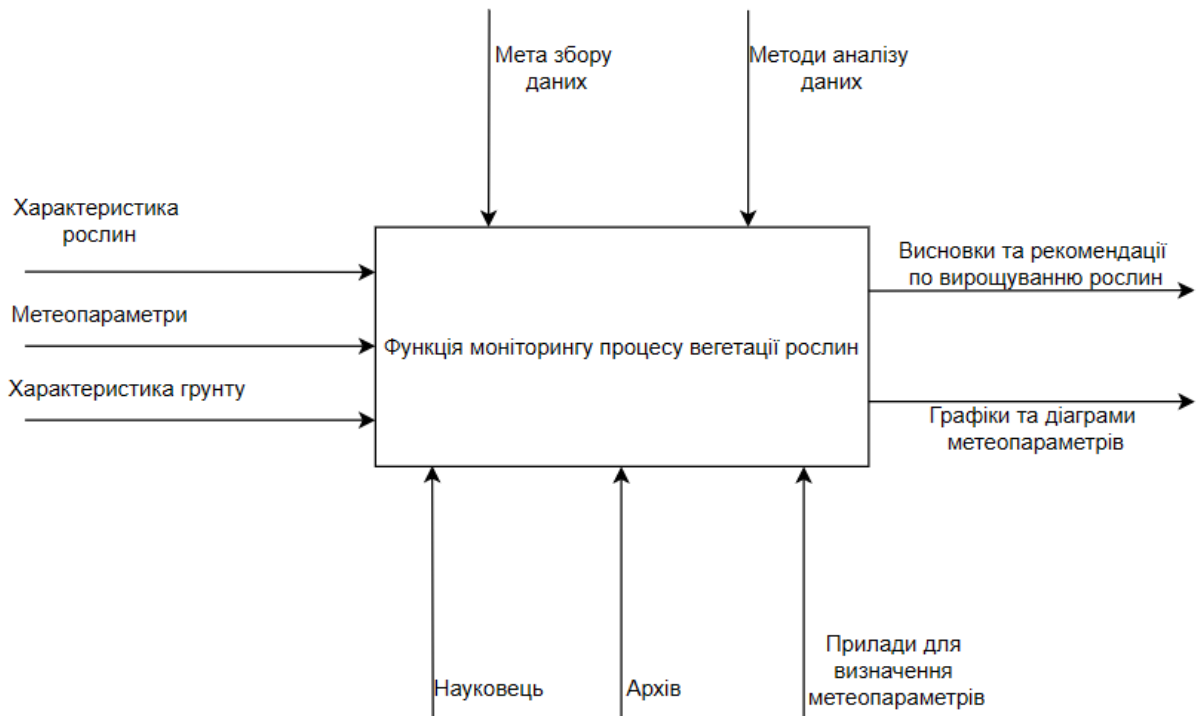 Мета збору
даних
Методи аналізу
даних
Характеристика
рослин
Метеопараметри
Характеристика грунту
Функція моніторингу процесу вегетації рослин
Висновки та рекомендації
по вирощуванню рослин
Графіки та діаграми
метеопараметрів
Науковець
Архів
Прилади для
визначення
метеопараметрів